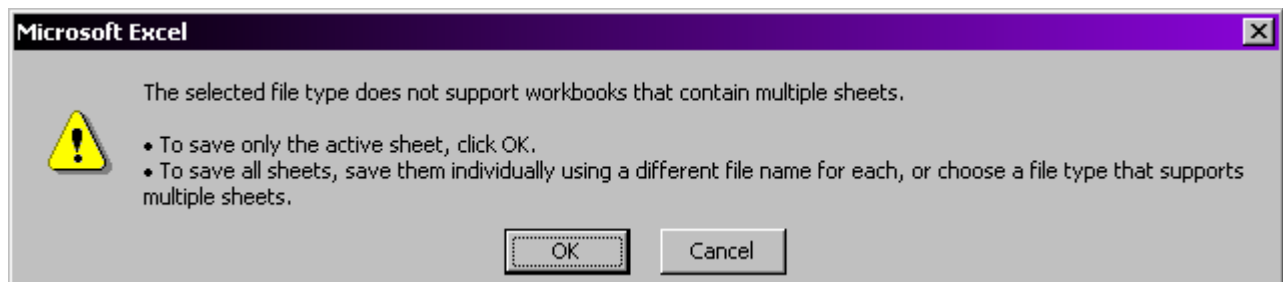 Microsoft Excel
The selected file type does not support workbooks that contain multiple sheets.
• To save only the active sheet, click OK.
• To save all sheets, save them individually using a different file name for each, or choose a file type that supports
multiple sheets.
OK
Cancel